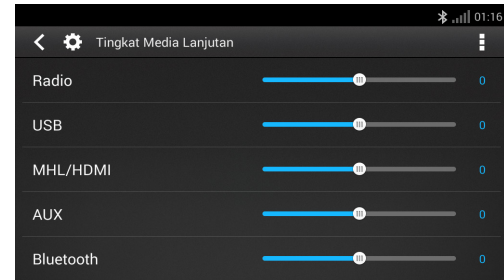 01:16
Tingkat Media Lanjutan
Radio 0
USB 0
MHL/HDMI 0
AUX 0
Bluetooth 0